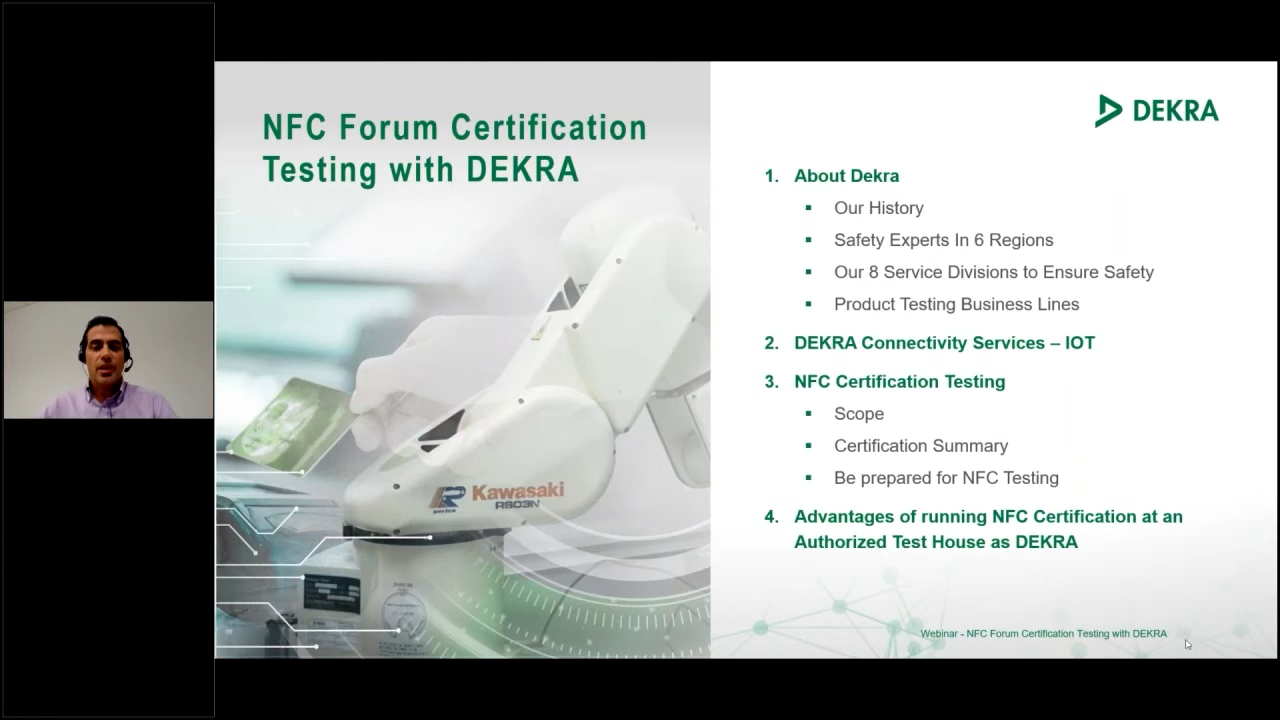 NFC Forum Certification
Testing with DEKRA
DEKRA
1. About Dekra
▪ Our History
▪ Safety Experts In 6 Regions
▪ Our 8 Service Divisions to Ensure Safety
▪ Product Testing Business Lines
2. DEKRA Connectivity Services – IOT
3. NFC Certification Testing
▪ Scope
▪ Certification Summary
▪ Be prepared for NFC Testing
4. Advantages of running NFC Certification at an
Authorized Test House as DEKRA
R series
Kawasaki
RS03N
Webinar - NFC Forum Certification Testing with DEKRA